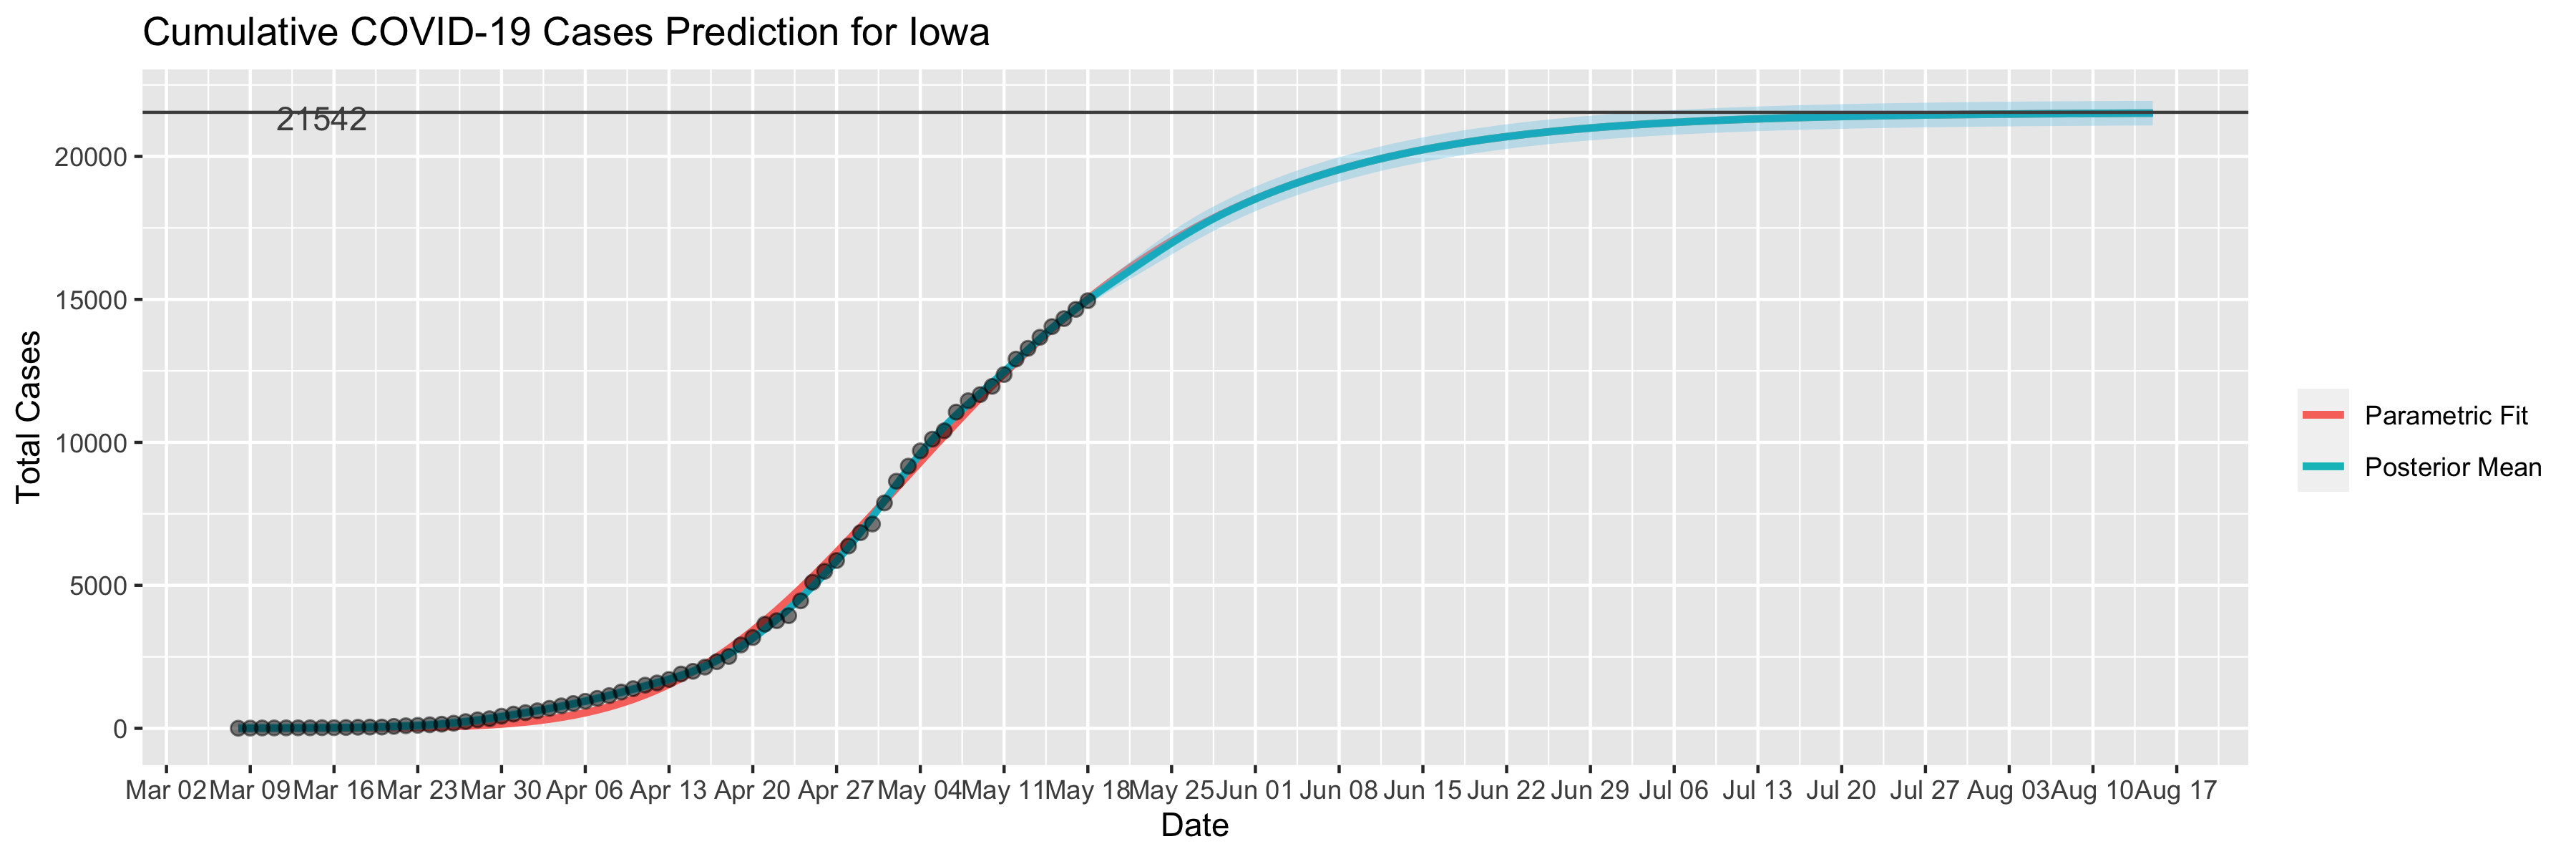 Cumulative COVID-19 Cases Prediction for Iowa
21542
20000
15000
10000
5000
0
Total Cases
Parametric Fit
Posterior Mean
Mar 02 Mar 09 Mar 16 Mar 23 Mar 30 Apr 06 Apr 13 Apr 20 Apr 27 May 04 May 11 May 18 May 25 Jun 01 Jun 08 Jun 15 Jun 22 Jun 29 Jul 06 Jul 13 Jul 20 Jul 27 Aug 03 Aug 10 Aug 17
Date